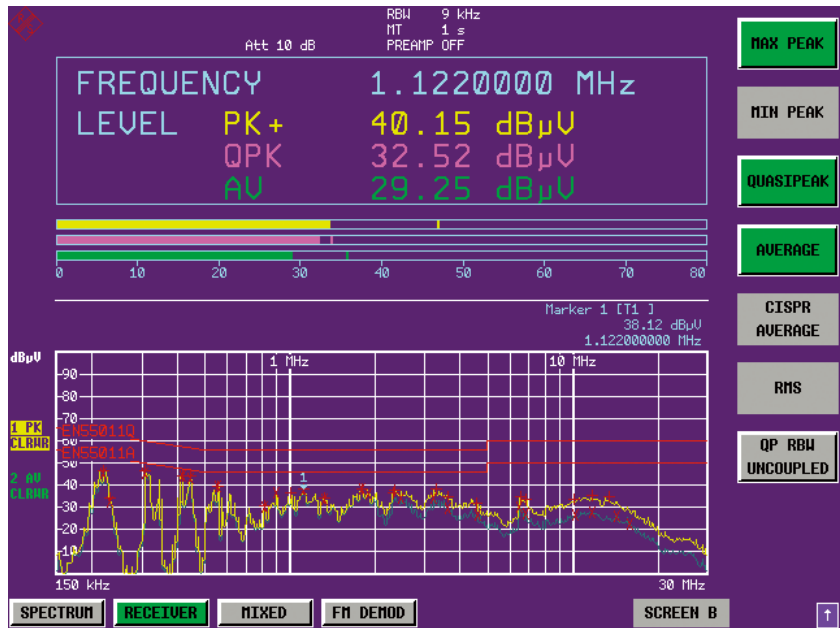 RBW 9 kHz
MT 1 s
Att 10 dB PREAMP OFF
FREQUENCY 1.1220000 MHz
LEVEL PK+ 40.15 dBµV
QPK 32.52 dBµV
AV 29.25 dBµV
0 10 20 30 40 50 60 70 80
Marker 1 [T1 ]
38.12 dBµV
1.122000000 MHz
dBµV
1 MHz 10 MHz
90
80
70
1 PK
CLRWR
EN55011Q
60
EN55011A
50
2 AV
CLRWR
40
1
30
20
10
150 kHz 30 MHz
MAX PEAK
MIN PEAK
QUASIPEAK
AVERAGE
CISPR
AVERAGE
RMS
QP RBW
UNCOUPLED
SPECTRUM RECEIVER MIXED FM DEMOD SCREEN B